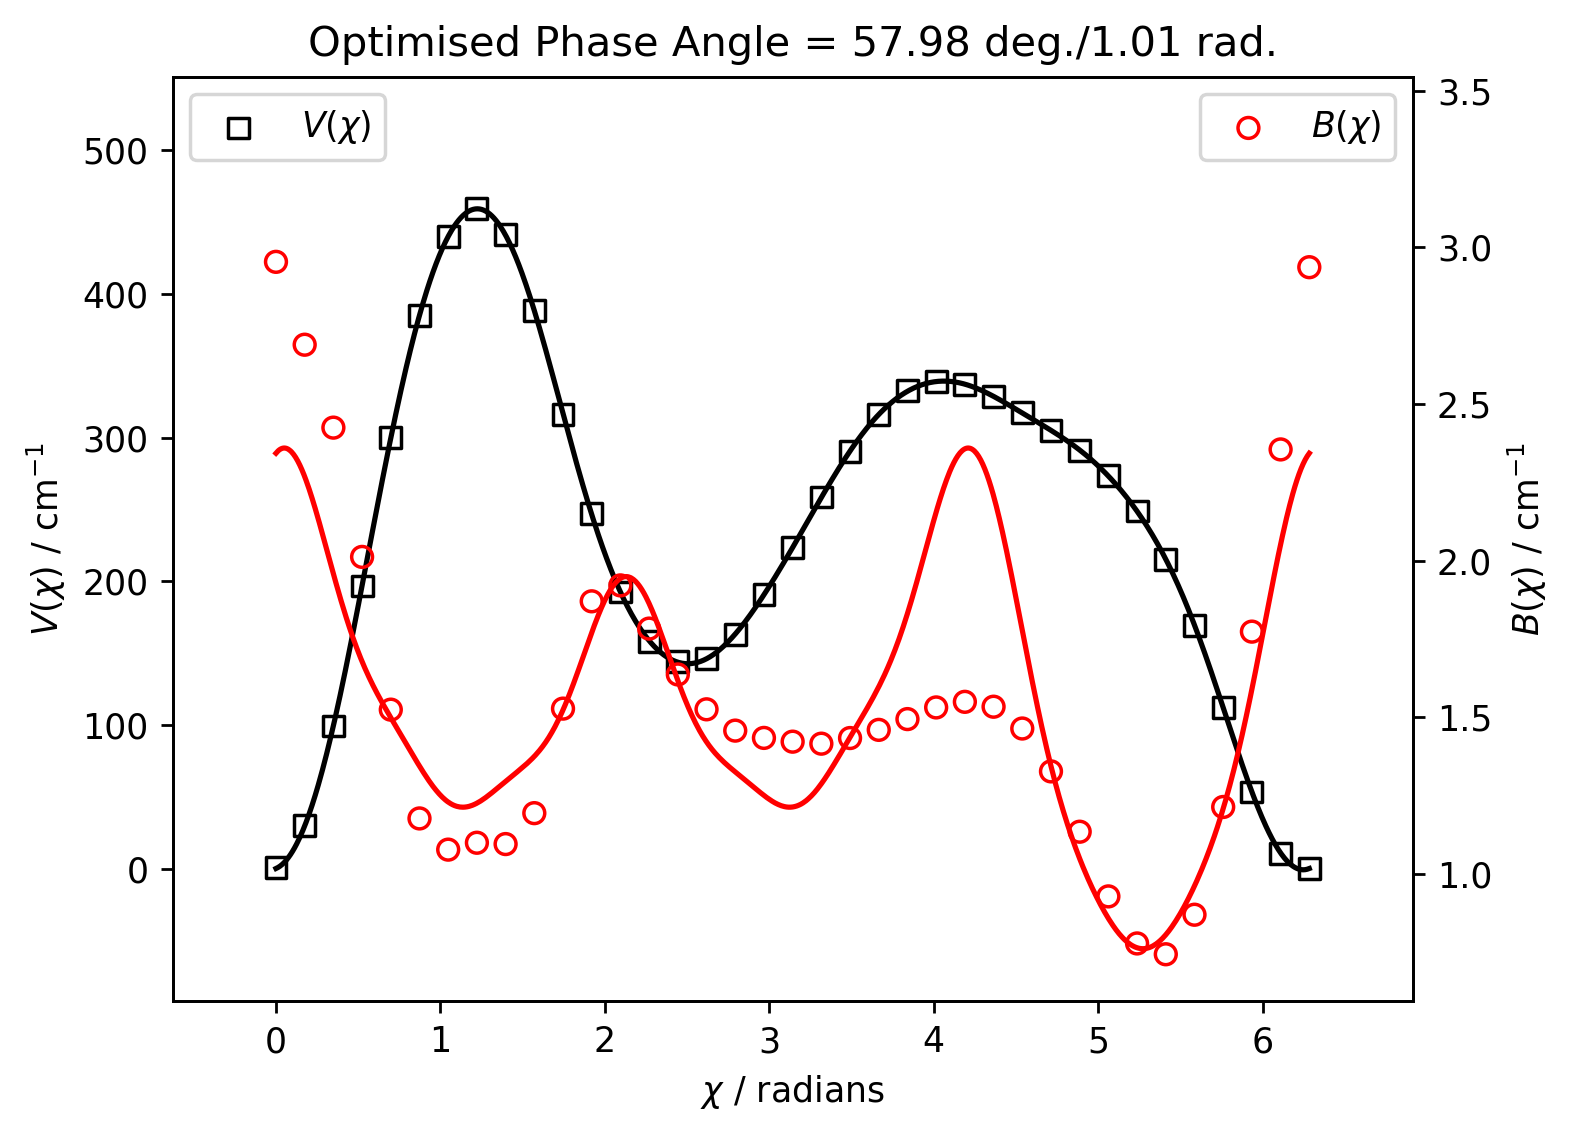 Optimised Phase Angle = 57.98 deg./1.01 rad.
V(χ)
B(χ)
500
400
300
200
100
0
V(χ) / cm⁻¹
3.5
3.0
2.5
2.0
1.5
1.0
B(χ) / cm⁻¹
0 1 2 3 4 5 6
χ / radians